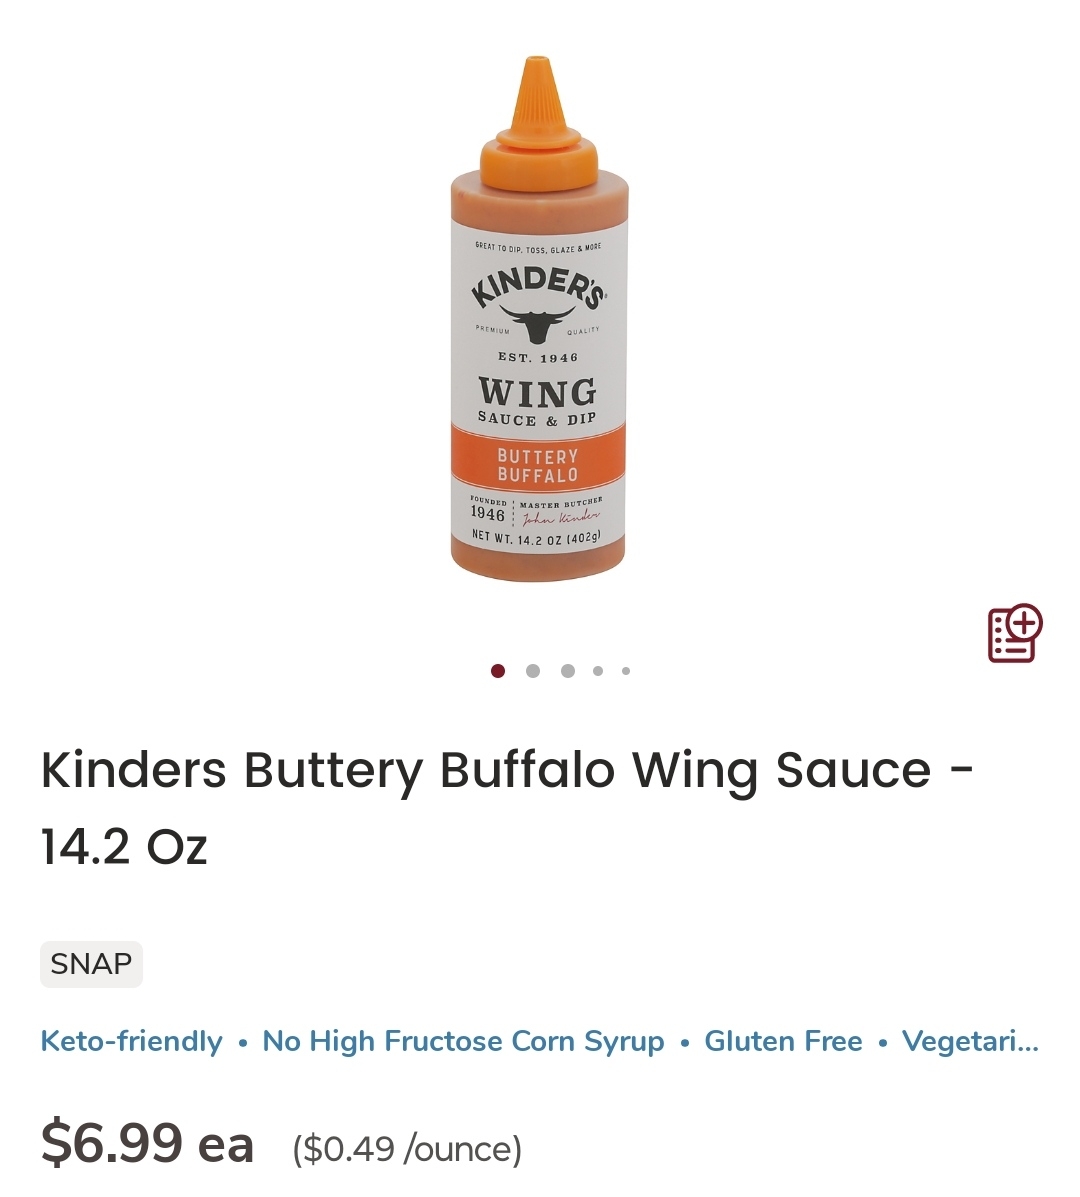 GREAT TO DIP, TOSS, GLAZE & MORE
KINDER'S
PREMIUM QUALITY
EST. 1946
WING
SAUCE & DIP
BUTTERY
BUFFALO
FOUNDED
1946
MASTER BUTCHER
John Kinder
NET WT. 14.2 OZ (402g)
Kinders Buttery Buffalo Wing Sauce -
14.2 Oz
SNAP
Keto-friendly • No High Fructose Corn Syrup • Gluten Free • Vegetari...
$6.99 ea ($0.49 /ounce)